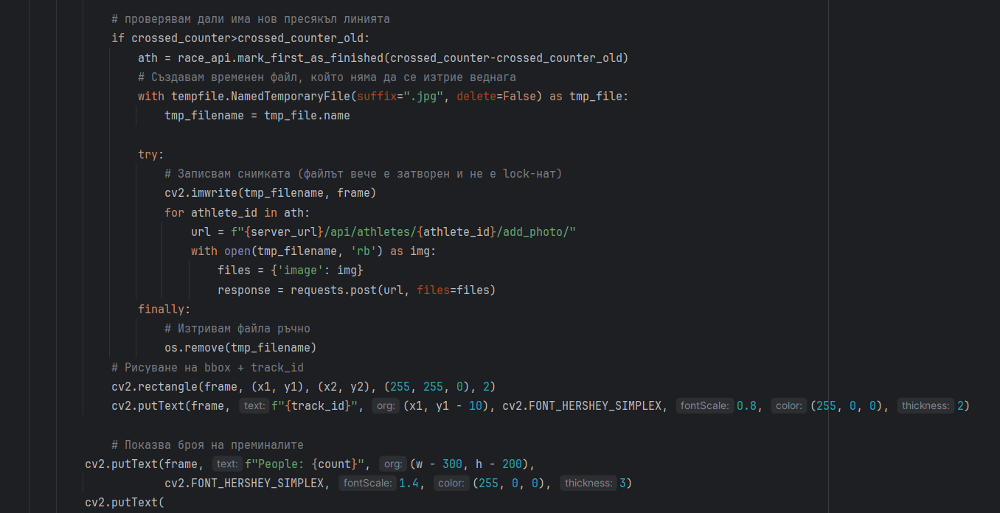 # проверявам дали има нов пресякъл линията
if crossed_counter>crossed_counter_old:
ath = race_api.mark_first_as_finished(crossed_counter-crossed_counter_old)
# Създавам временен файл, който няма да се изтрие веднага
with tempfile.NamedTemporaryFile(suffix=".jpg", delete=False) as tmp_file:
tmp_filename = tmp_file.name
try:
# Записвам снимката (файлът вече е затворен и не е lock-нат)
cv2.imwrite(tmp_filename, frame)
for athlete_id in ath:
url = f"{server_url}/api/athletes/{athlete_id}/add_photo/"
with open(tmp_filename, 'rb') as img:
files = {'image': img}
response = requests.post(url, files=files)
finally:
# Изтривам файла ръчно
os.remove(tmp_filename)
# Рисуване на bbox + track_id
cv2.rectangle(frame, (x1, y1), (x2, y2), (255, 255, 0), 2)
cv2.putText(frame, text: f"{track_id}", org: (x1, y1 - 10), cv2.FONT_HERSHEY_SIMPLEX, fontScale: 0.8, color: (255, 0, 0), thickness: 2)
# Показва броя на преминалите
cv2.putText(frame, text: f"People: {count}", org: (w - 300, h - 200),
cv2.FONT_HERSHEY_SIMPLEX, fontScale: 1.4, color: (255, 0, 0), thickness: 3)
cv2.putText(